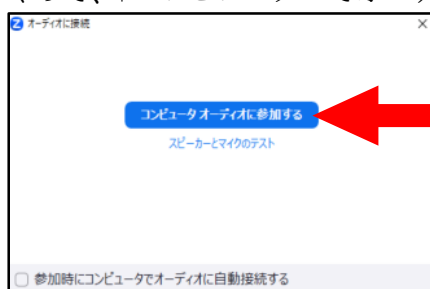 オーディオに接続
コンピュータ オーディオに参加する
スピーカーとマイクのテスト
参加時にコンピュータでオーディオに自動接続する